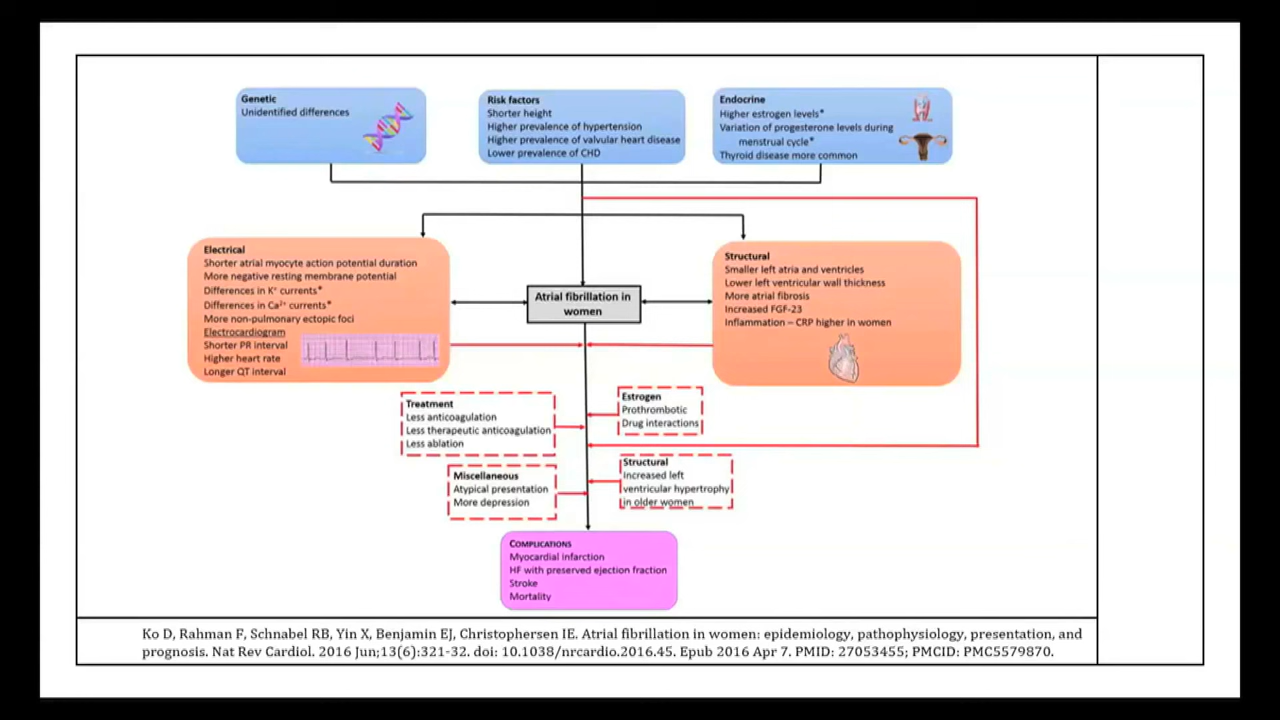 Genetic
Unidentified differences
Risk factors
Shorter height
Higher prevalence of hypertension
Higher prevalence of valvular heart disease
Lower prevalence of CHD
Endocrine
Higher estrogen levels*
Variation of progesterone levels during
menstrual cycle*
Thyroid disease more common
Electrical
Shorter atrial myocyte action potential duration
More negative resting membrane potential
Differences in K⁺ currents*
Differences in Ca²⁺ currents*
More non-pulmonary ectopic foci
Electrocardiogram
Shorter PR interval
Higher heart rate
Longer QT interval
Atrial fibrillation in
women
Structural
Smaller left atria and ventricles
Lower left ventricular wall thickness
More atrial fibrosis
Increased FGF-23
Inflammation – CRP higher in women
Treatment
Less anticoagulation
Less therapeutic anticoagulation
Less ablation
Estrogen
Prothrombotic
Drug interactions
Miscellaneous
Atypical presentation
More depression
Structural
Increased left
ventricular hypertrophy
in older women
COMPLICATIONS
Myocardial infarction
HF with preserved ejection fraction
Stroke
Mortality
Ko D, Rahman F, Schnabel RB, Yin X, Benjamin EJ, Christophersen IE. Atrial fibrillation in women: epidemiology, pathophysiology, presentation, and
prognosis. Nat Rev Cardiol. 2016 Jun;13(6):321-32. doi: 10.1038/nrcardio.2016.45. Epub 2016 Apr 7. PMID: 27053455; PMCID: PMC5579870.